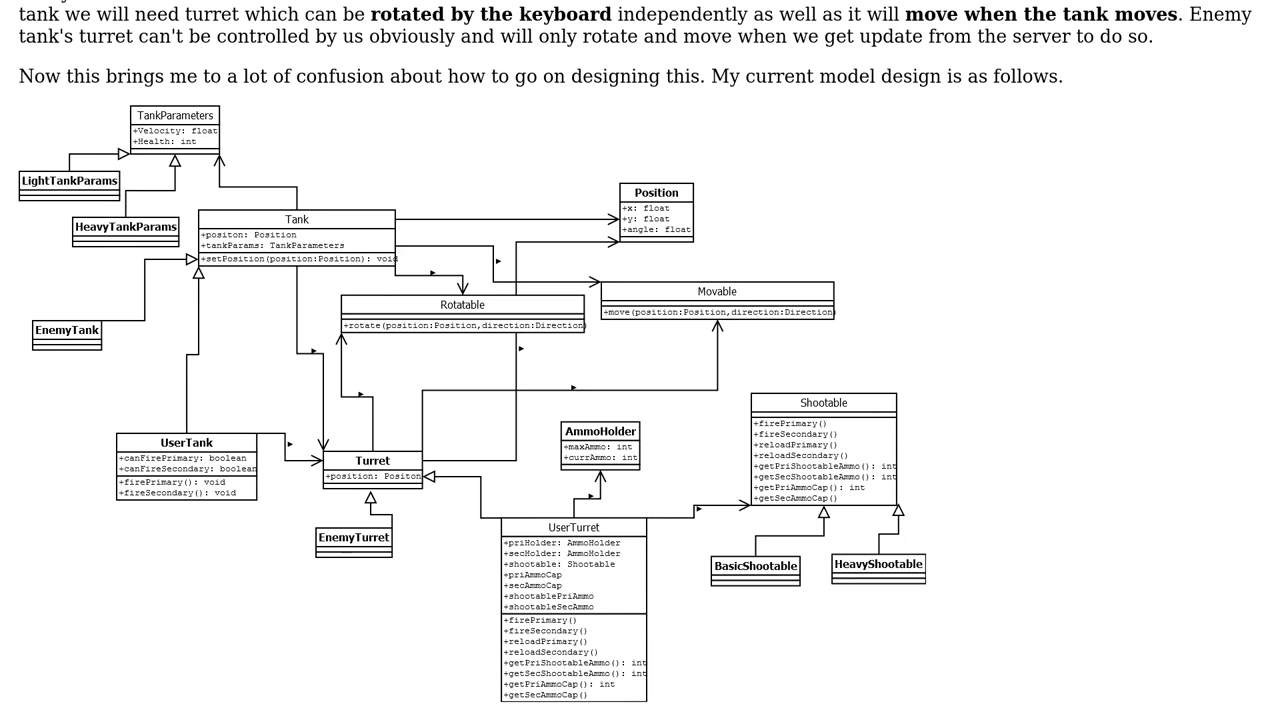 tank we will need turret which can be rotated by the keyboard independently as well as it will move when the tank moves. Enemy
tank's turret can't be controlled by us obviously and will only rotate and move when we get update from the server to do so.
Now this brings me to a lot of confusion about how to go on designing this. My current model design is as follows.
TankParameters
+Velocity: float
+Health: int
LightTankParams
HeavyTankParams
Tank
+positon: Position
+tankParams: TankParameters
+setPosition(position:Position): void
Position
+x: float
+y: float
+angle: float
Rotatable
+rotate(position:Position,direction:Direction)
Movable
+move(position:Position,direction:Direction)
EnemyTank
UserTank
+canFirePrimary: boolean
+canFireSecondary: boolean
+firePrimary(): void
+fireSecondary(): void
Turret
+position: Positon
EnemyTurret
AmmoHolder
+maxAmmo: int
+currAmmo: int
Shootable
+firePrimary()
+fireSecondary()
+reloadPrimary()
+reloadSecondary()
+getPriShootableAmmo(): int
+getSecShootableAmmo(): int
+getPriAmmoCap(): int
+getSecAmmoCap()
BasicShootable
HeavyShootable
UserTurret
+priHolder: AmmoHolder
+secHolder: AmmoHolder
+shootable: Shootable
+priAmmoCap
+secAmmoCap
+shootablePriAmmo
+shootableSecAmmo
+firePrimary()
+fireSecondary()
+reloadPrimary()
+reloadSecondary()
+getPriShootableAmmo(): int
+getSecShootableAmmo(): int
+getPriAmmoCap(): int
+getSecAmmoCap()